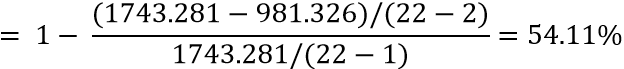 = 1 − (1743.281 − 981.326)/(22 − 2)
1743.281/(22 − 1) = 54.11%